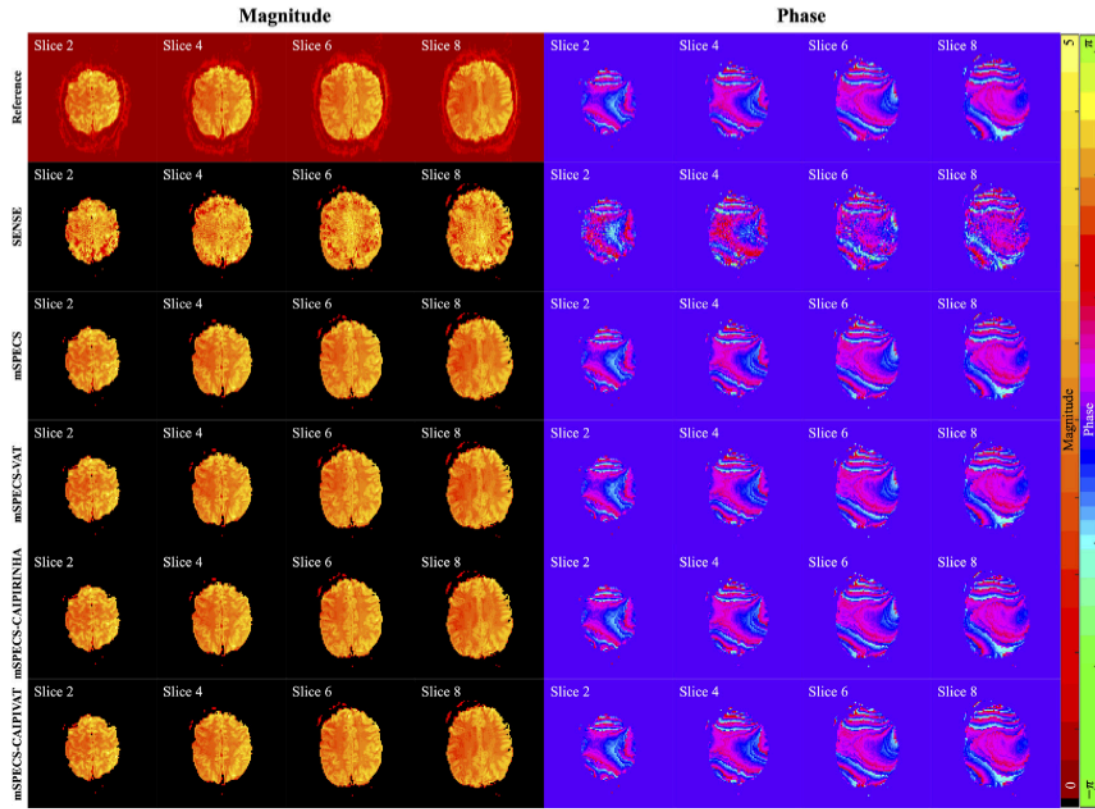 Magnitude Phase
Reference
Slice 2 Slice 4 Slice 6 Slice 8 Slice 2 Slice 4 Slice 6 Slice 8
SENSE
Slice 2 Slice 4 Slice 6 Slice 8 Slice 2 Slice 4 Slice 6 Slice 8
mSPECS
Slice 2 Slice 4 Slice 6 Slice 8 Slice 2 Slice 4 Slice 6 Slice 8
mSPECS-VAT
Slice 2 Slice 4 Slice 6 Slice 8 Slice 2 Slice 4 Slice 6 Slice 8
mSPECS-CAIPIRINHA
Slice 2 Slice 4 Slice 6 Slice 8 Slice 2 Slice 4 Slice 6 Slice 8
mSPECS-CAIPIVAT
Slice 2 Slice 4 Slice 6 Slice 8 Slice 2 Slice 4 Slice 6 Slice 8
5
Magnitude
0
π
Phase
−π